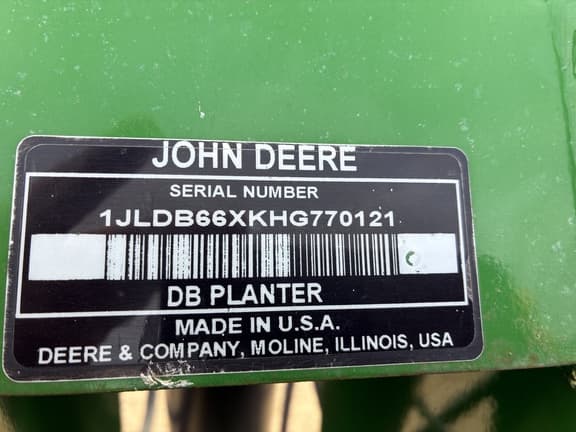 JOHN DEERE
SERIAL NUMBER
1JLDB66XKHG770121
DB PLANTER
MADE IN U.S.A.
DEERE & COMPANY, MOLINE, ILLINOIS, USA